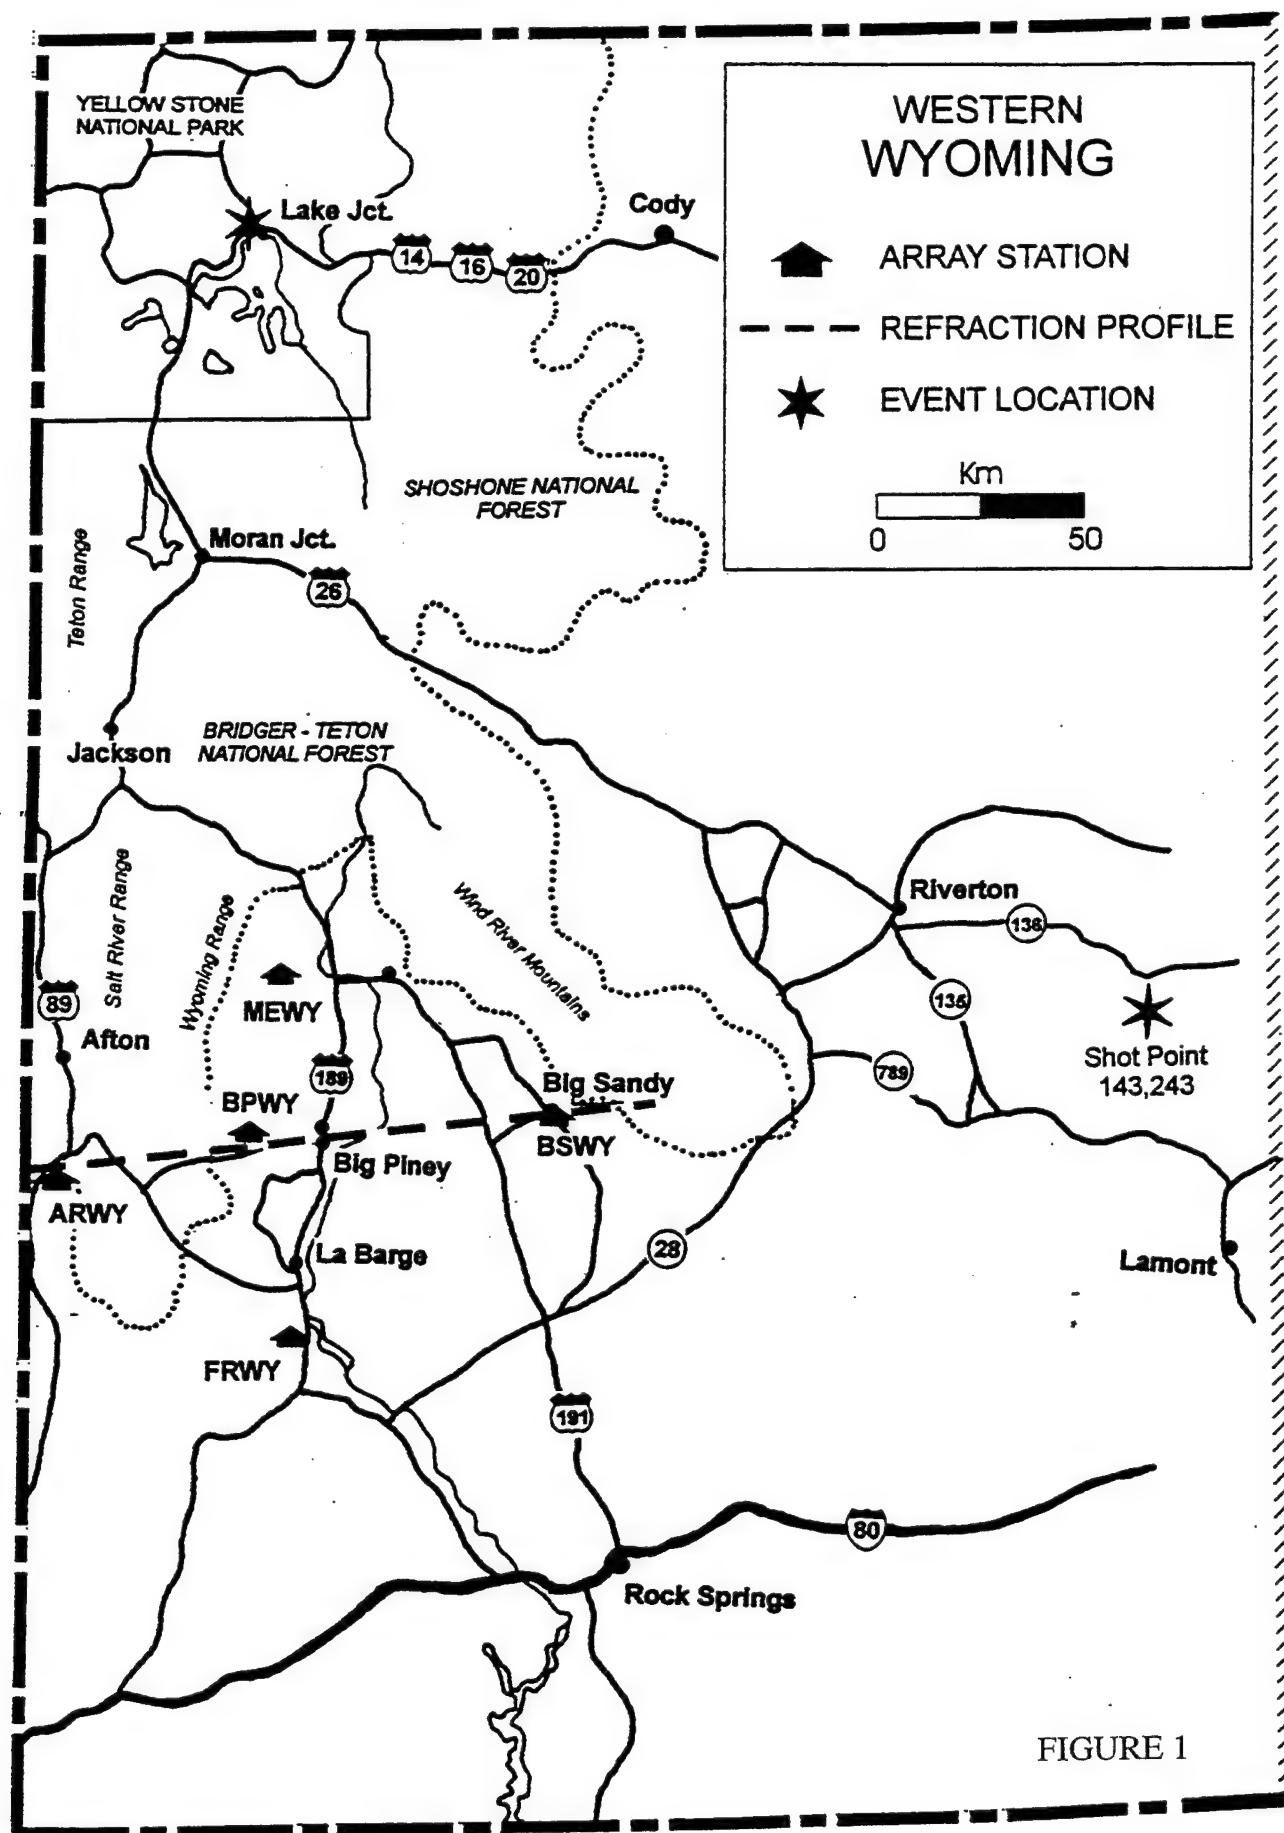 YELLOW STONE
NATIONAL PARK
WESTERN
WYOMING
Lake Jct.
Cody
14
16
20
ARRAY STATION
REFRACTION PROFILE
EVENT LOCATION
Km
0
50
SHOSHONE NATIONAL
FOREST
Teton Range
Moran Jct.
26
Jackson
BRIDGER - TETON
NATIONAL FOREST
Salt River Range
Wyoming Range
Wind River Mountains
Riverton
136
135
89
Afton
MEWY
189
BPWY
Big Sandy
BSWY
789
Shot Point
143,243
Big Piney
ARWY
La Barge
28
Lamont
FRWY
191
80
Rock Springs
FIGURE 1